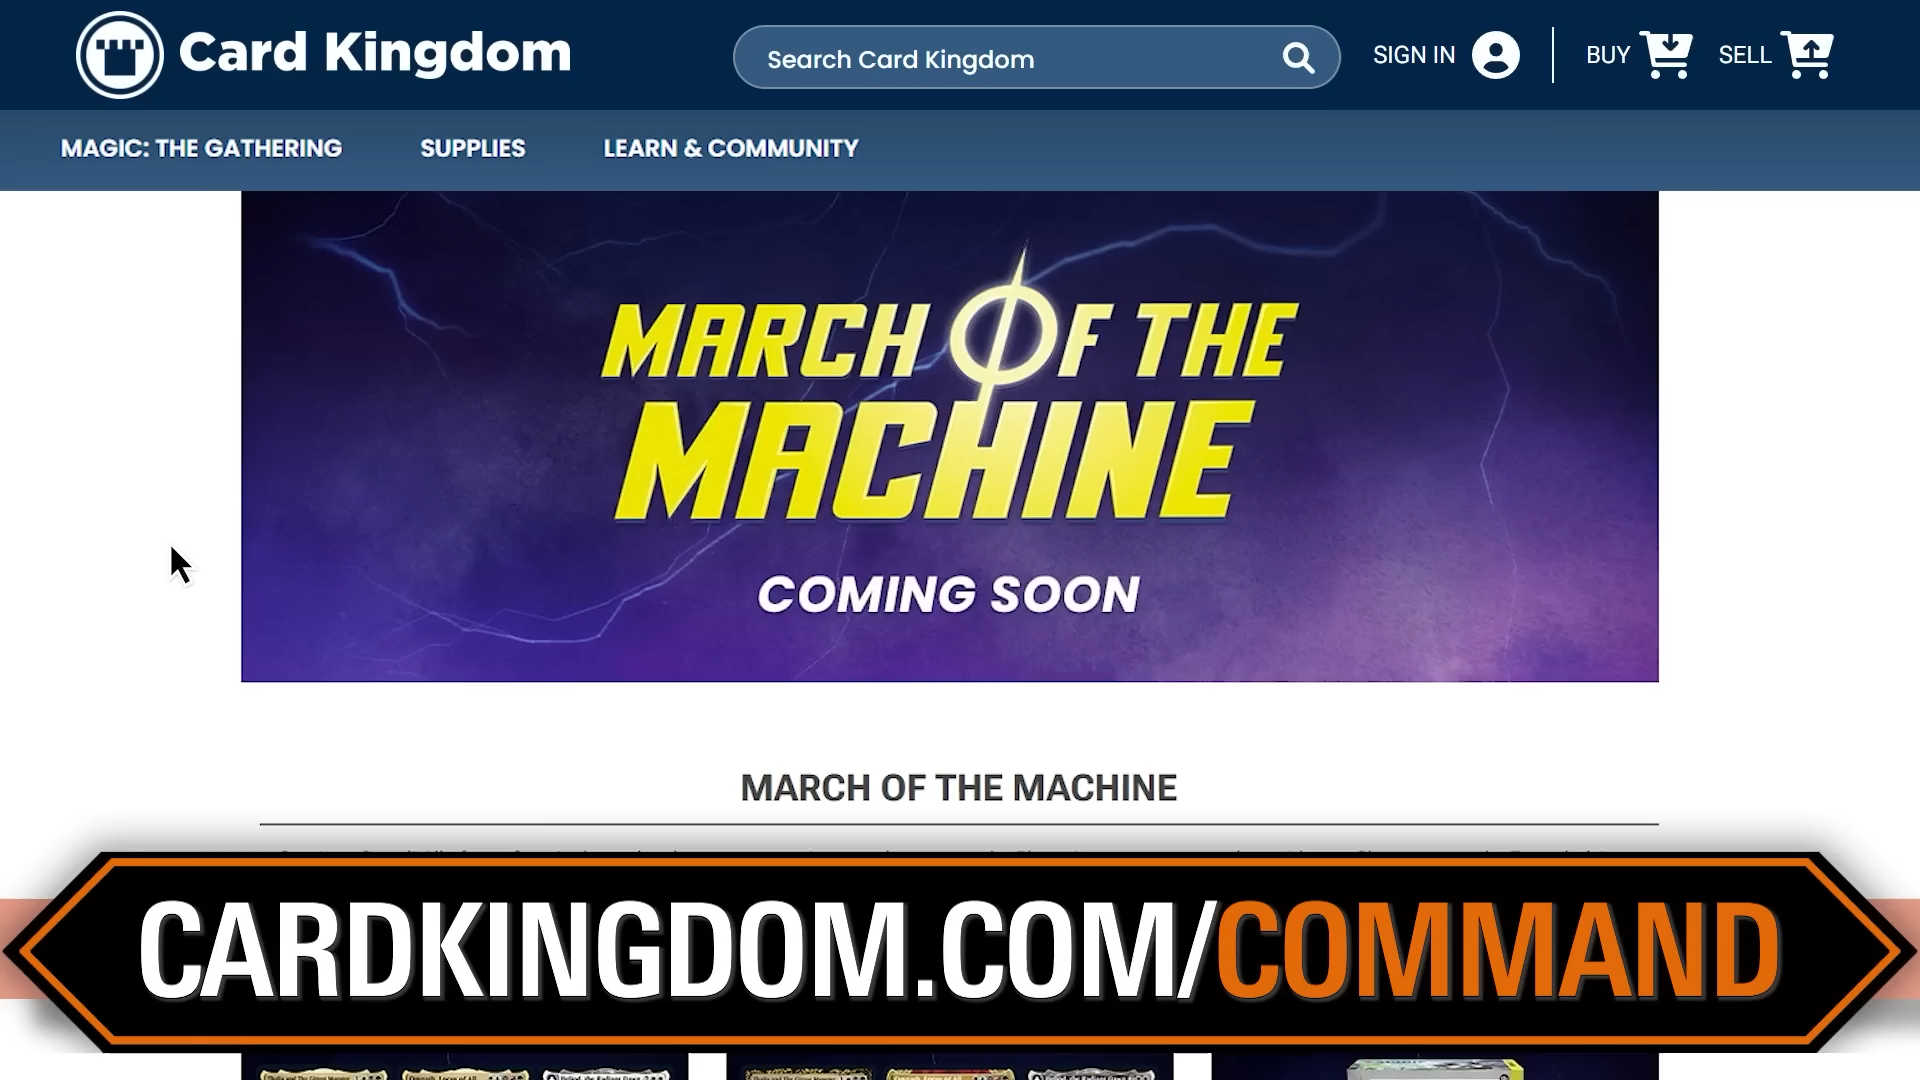 Card Kingdom
Search Card Kingdom
SIGN IN
BUY
SELL
MAGIC: THE GATHERING
SUPPLIES
LEARN & COMMUNITY
MARCH OF THE
MACHINE
COMING SOON
MARCH OF THE MACHINE
CARDKINGDOM.COM/COMMAND